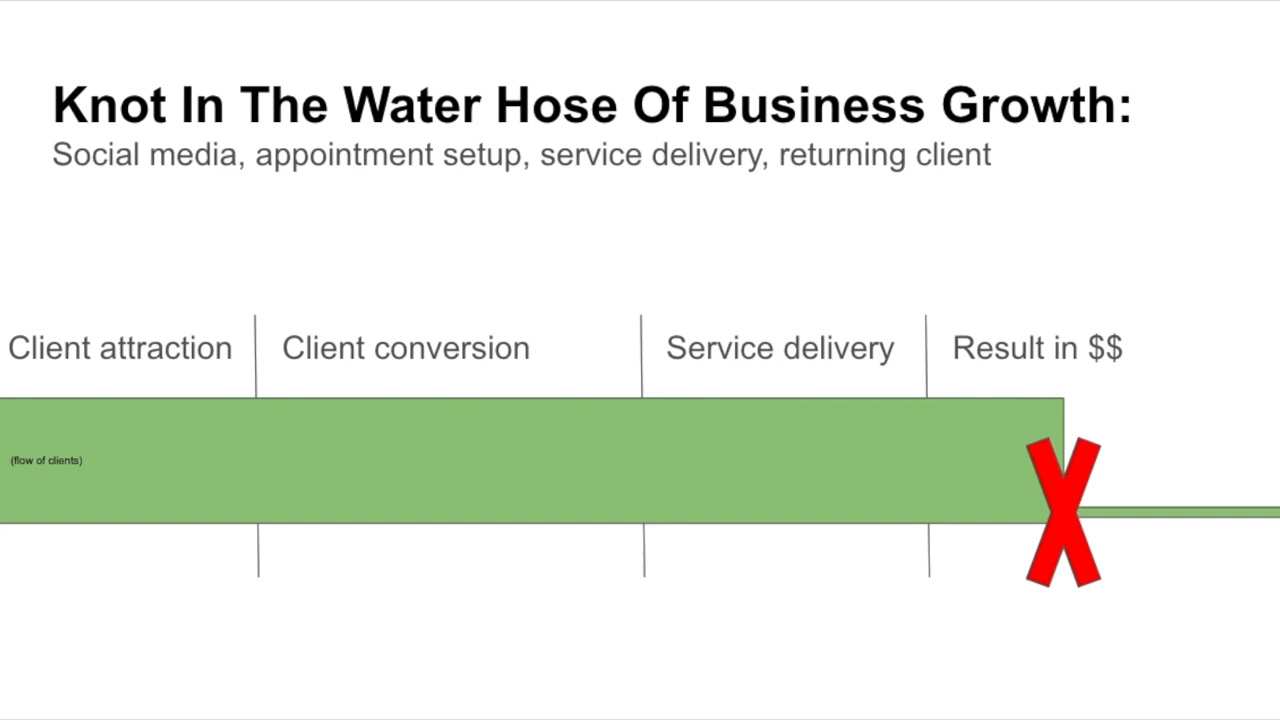 Knot In The Water Hose Of Business Growth:
Social media, appointment setup, service delivery, returning client
Client attraction
Client conversion
Service delivery
Result in $$
(flow of clients)